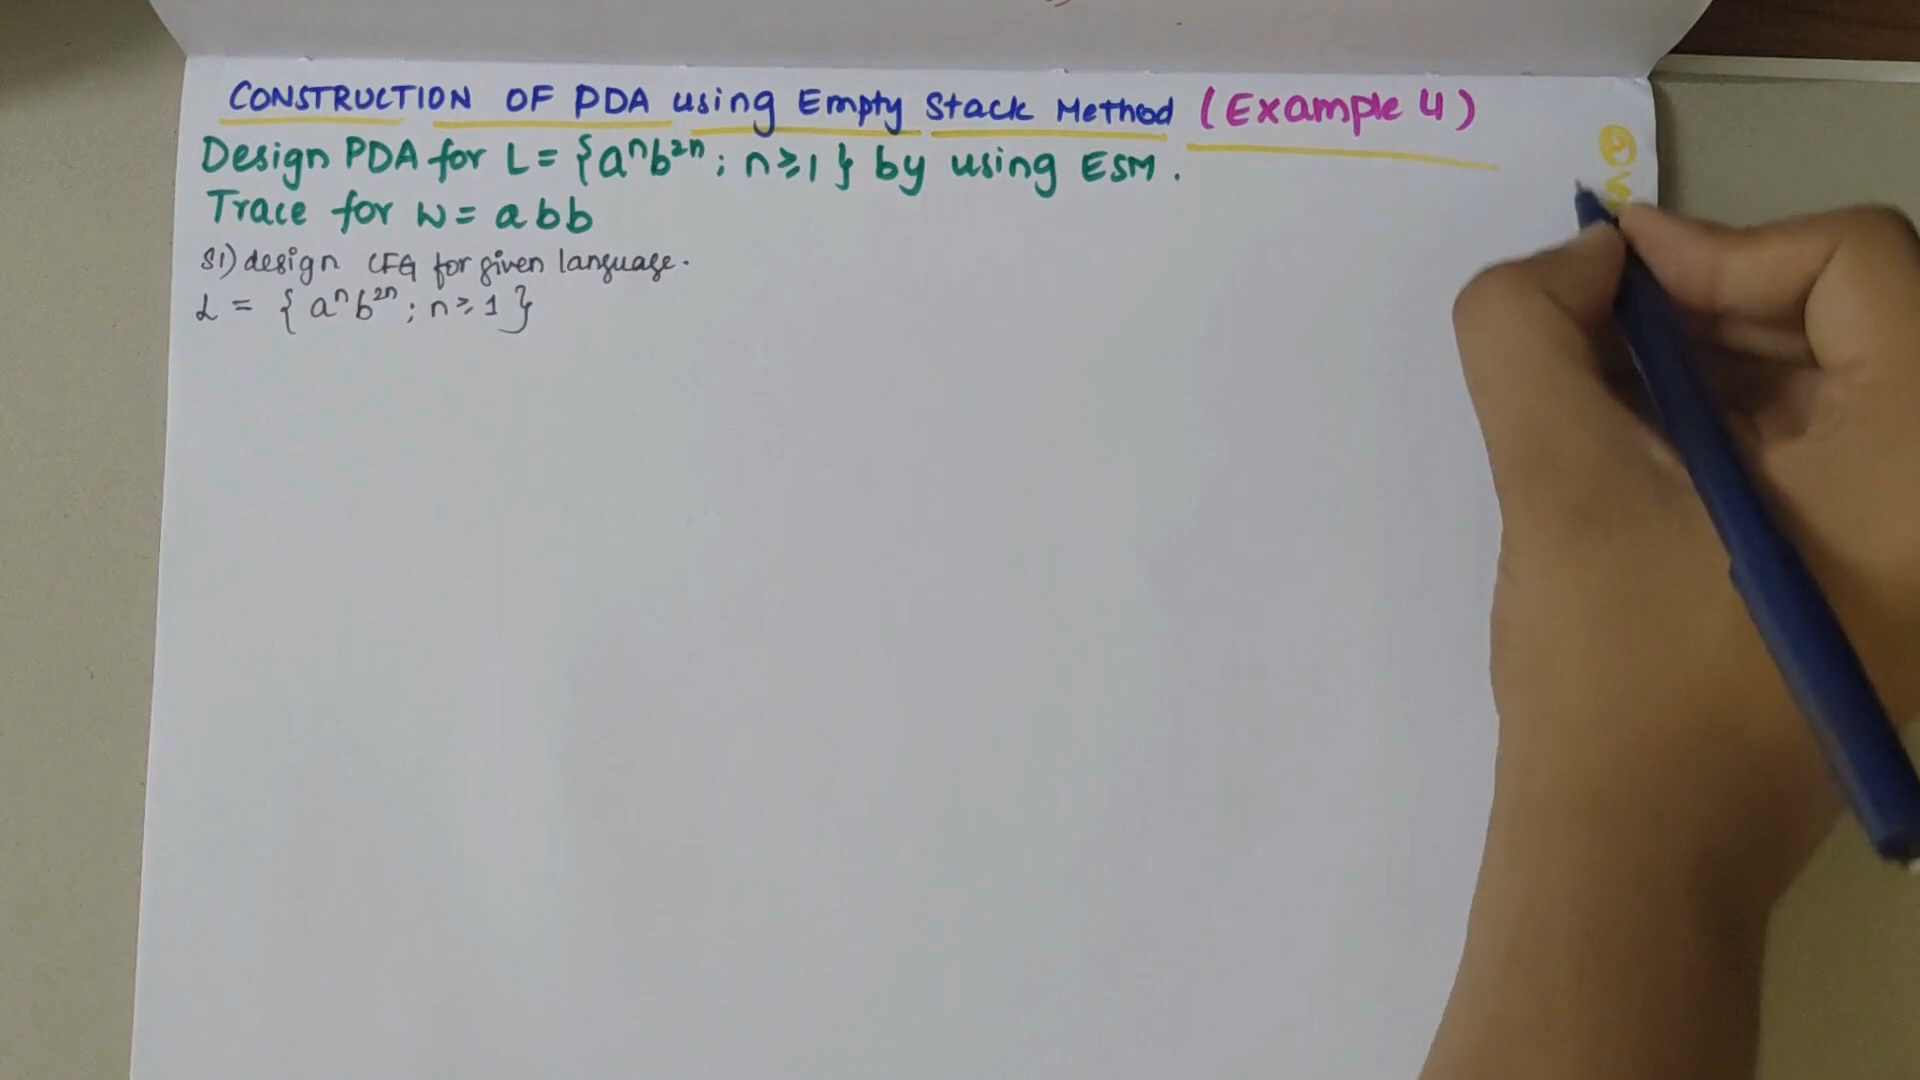 CONSTRUCTION OF PDA using Empty Stack Method (Example 4)
Design PDA for L = {aⁿb²ⁿ ; n≥1} by using ESM.
Trace for w = abb
S1) design CFG for given language.
L = {aⁿb²ⁿ ; n≥1}